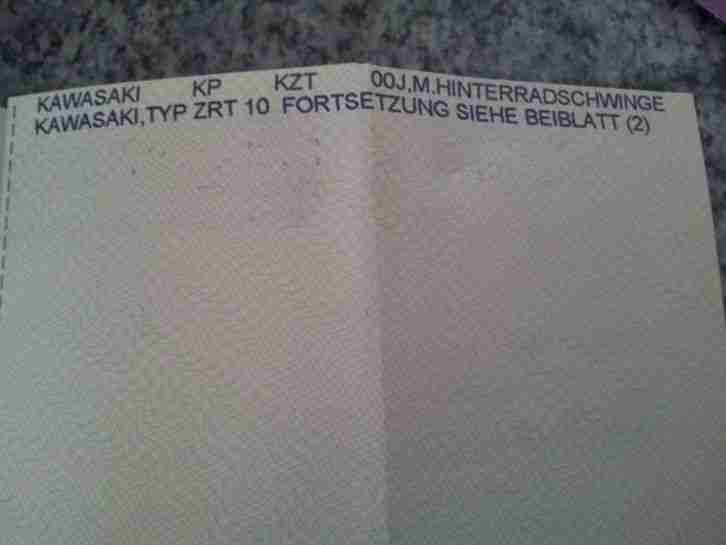 KAWASAKI KP KZT 00J,M.HINTERRADSCHWINGE
KAWASAKI,TYP ZRT 10 FORTSETZUNG SIEHE BEIBLATT (2)